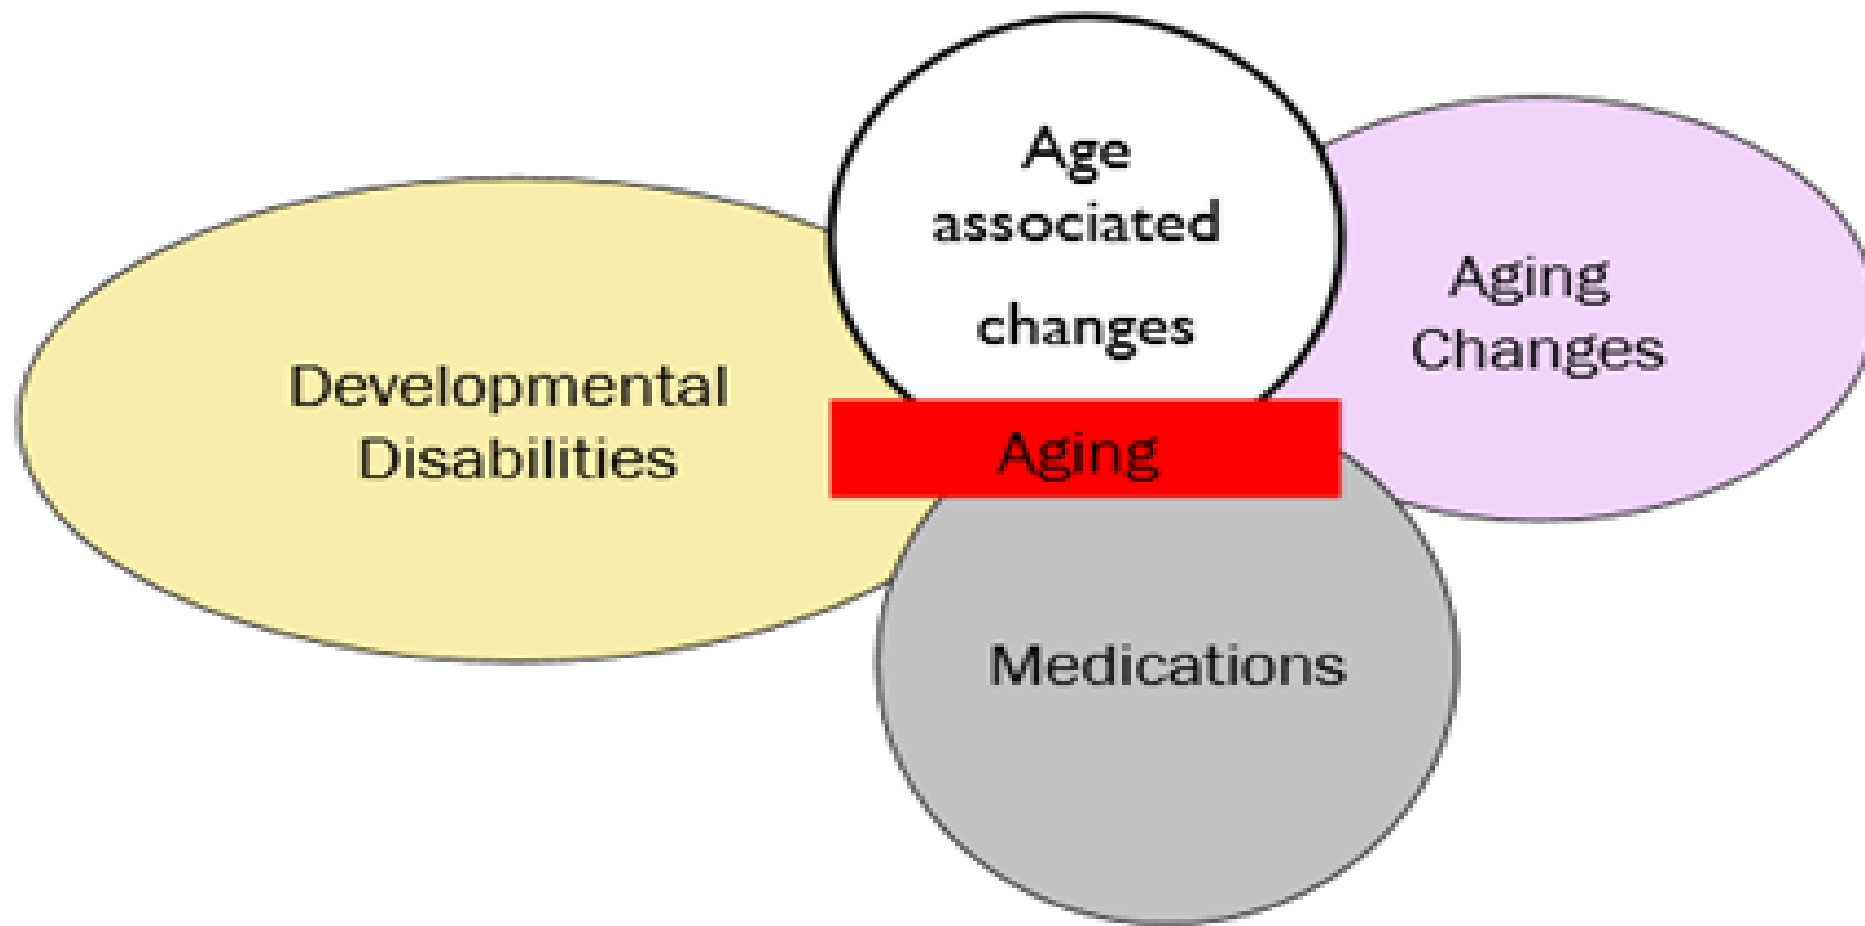 Age
associated
changes
Aging
Changes
Developmental
Disabilities
Aging
Medications